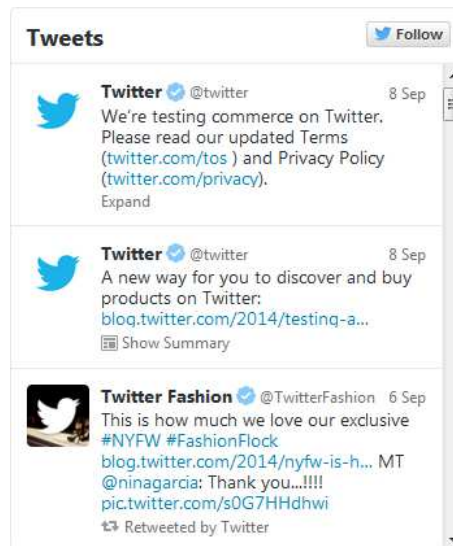 Tweets
Follow
Twitter @twitter 8 Sep
We're testing commerce on Twitter.
Please read our updated Terms
(twitter.com/tos ) and Privacy Policy
(twitter.com/privacy).
Expand
Twitter @twitter 8 Sep
A new way for you to discover and buy
products on Twitter:
blog.twitter.com/2014/testing-a...
Show Summary
Twitter Fashion @TwitterFashion 6 Sep
This is how much we love our exclusive
#NYFW #FashionFlock
blog.twitter.com/2014/nyfw-is-h... MT
@ninagarcia: Thank you...!!!!
pic.twitter.com/s0G7HHdhwi
Retweeted by Twitter